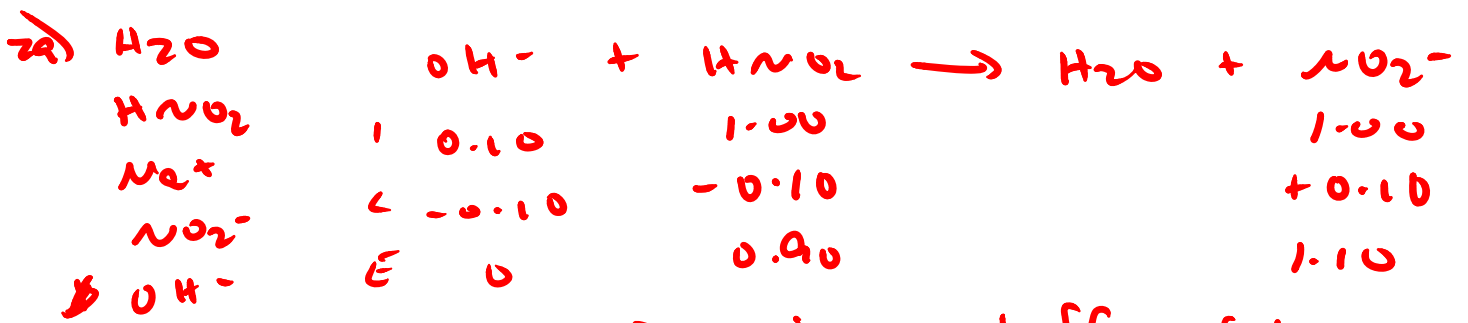 2a) H2O OH- + HNO2 → H2O + NO2-
HNO2
I 0.10 1.00 1.00
Na+
C -0.10 -0.10 +0.10
NO2-
E 0 0.90 1.10
OH-